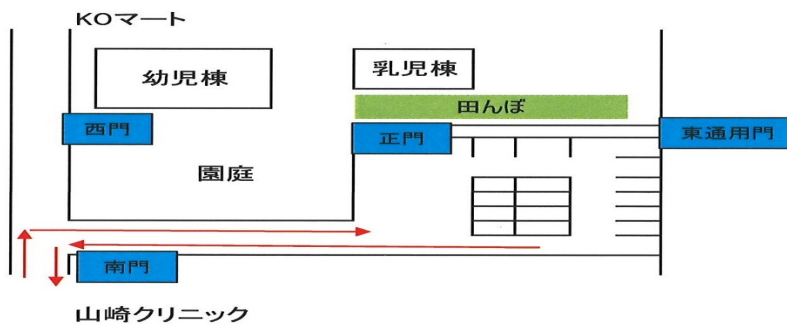 KOマート
幼児棟
乳児棟
田んぼ
西門
正門
東通用門
園庭
南門
山崎クリニック